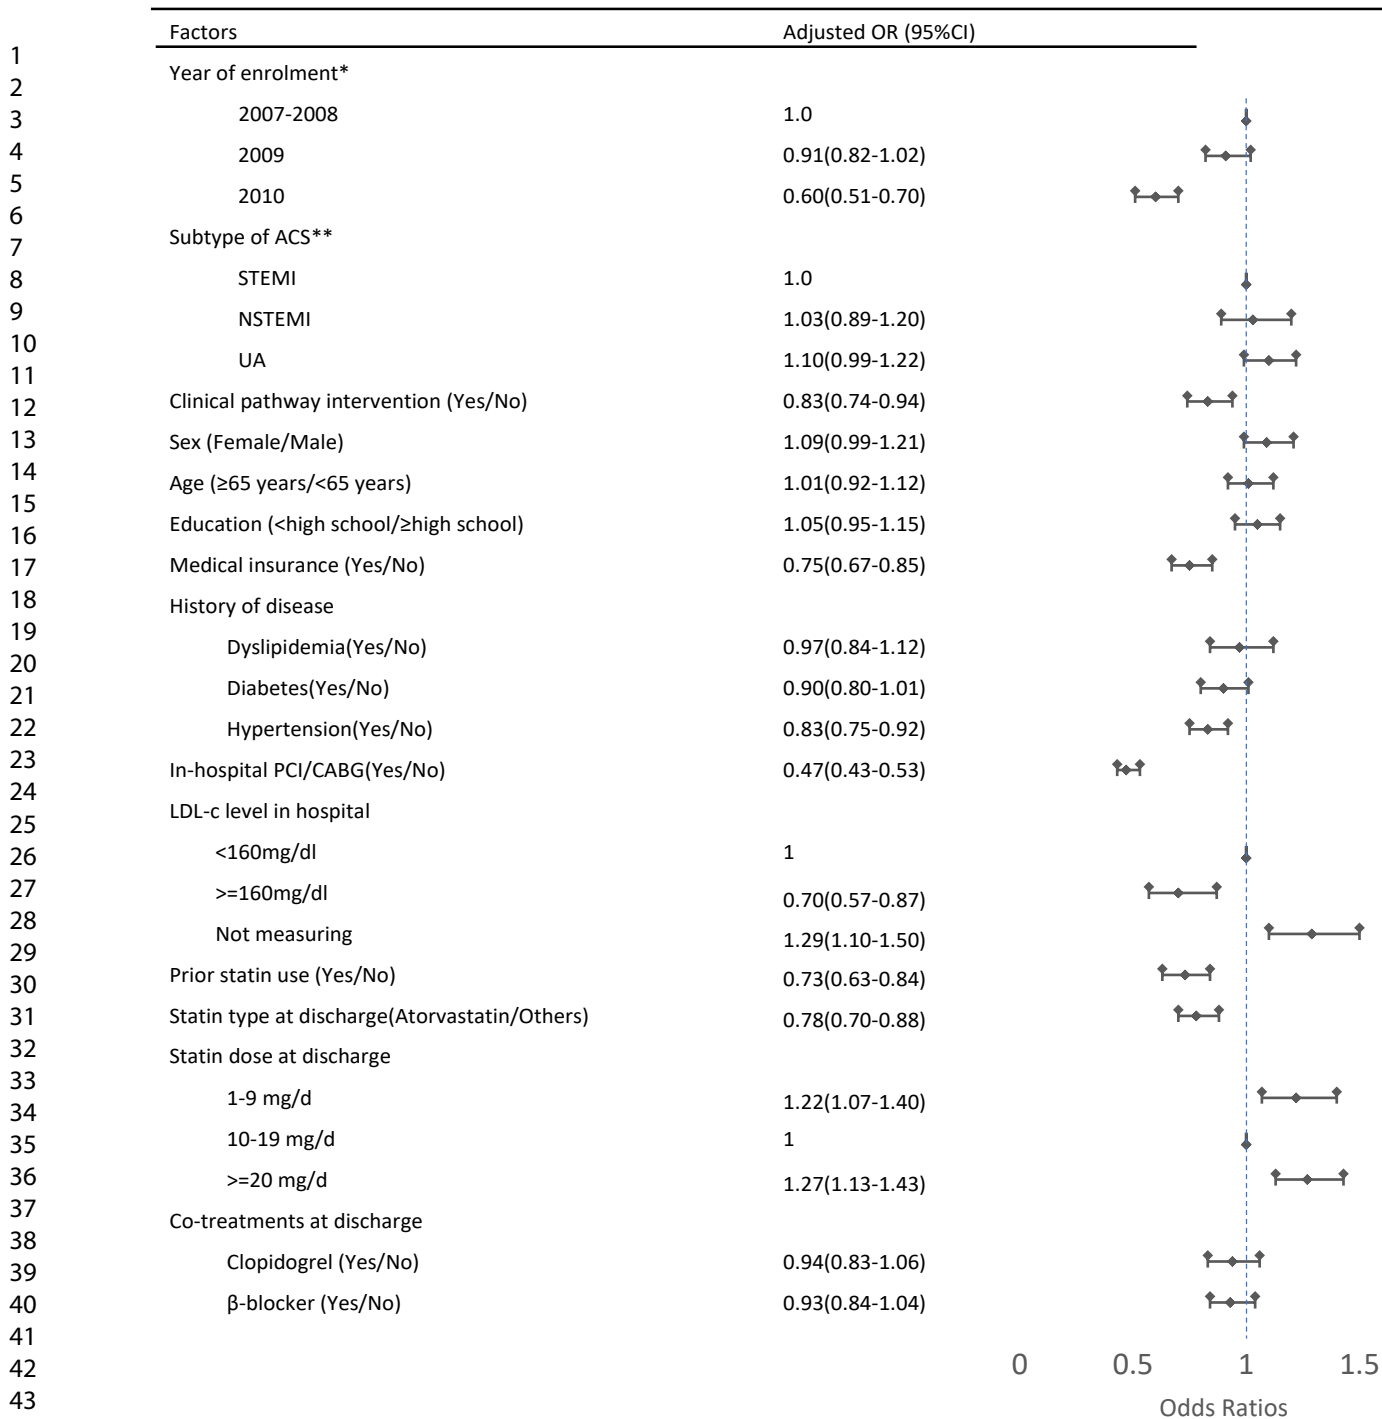 Factors Adjusted OR (95%CI)
1
Year of enrolment*
2
3 2007-2008 1.0
4 2009 0.91(0.82-1.02)
5 2010 0.60(0.51-0.70)
6
7 Subtype of ACS**
8 STEMI 1.0
9 NSTEMI 1.03(0.89-1.20)
10
11 UA 1.10(0.99-1.22)
12 Clinical pathway intervention (Yes/No) 0.83(0.74-0.94)
13 Sex (Female/Male) 1.09(0.99-1.21)
14
15 Age (≥65 years/<65 years) 1.01(0.92-1.12)
16 Education (<high school/≥high school) 1.05(0.95-1.15)
17 Medical insurance (Yes/No) 0.75(0.67-0.85)
18 History of disease
19
20 Dyslipidemia(Yes/No) 0.97(0.84-1.12)
21 Diabetes(Yes/No) 0.90(0.80-1.01)
22 Hypertension(Yes/No) 0.83(0.75-0.92)
23 In-hospital PCI/CABG(Yes/No) 0.47(0.43-0.53)
24
25 LDL-c level in hospital
26 <160mg/dl 1
27 >=160mg/dl 0.70(0.57-0.87)
28
29 Not measuring 1.29(1.10-1.50)
30 Prior statin use (Yes/No) 0.73(0.63-0.84)
31 Statin type at discharge(Atorvastatin/Others) 0.78(0.70-0.88)
32 Statin dose at discharge
33
34 1-9 mg/d 1.22(1.07-1.40)
35 10-19 mg/d 1
36 >=20 mg/d 1.27(1.13-1.43)
37
38 Co-treatments at discharge
39 Clopidogrel (Yes/No) 0.94(0.83-1.06)
40 β-blocker (Yes/No) 0.93(0.84-1.04)
41
42 0 0.5 1 1.5
43 Odds Ratios